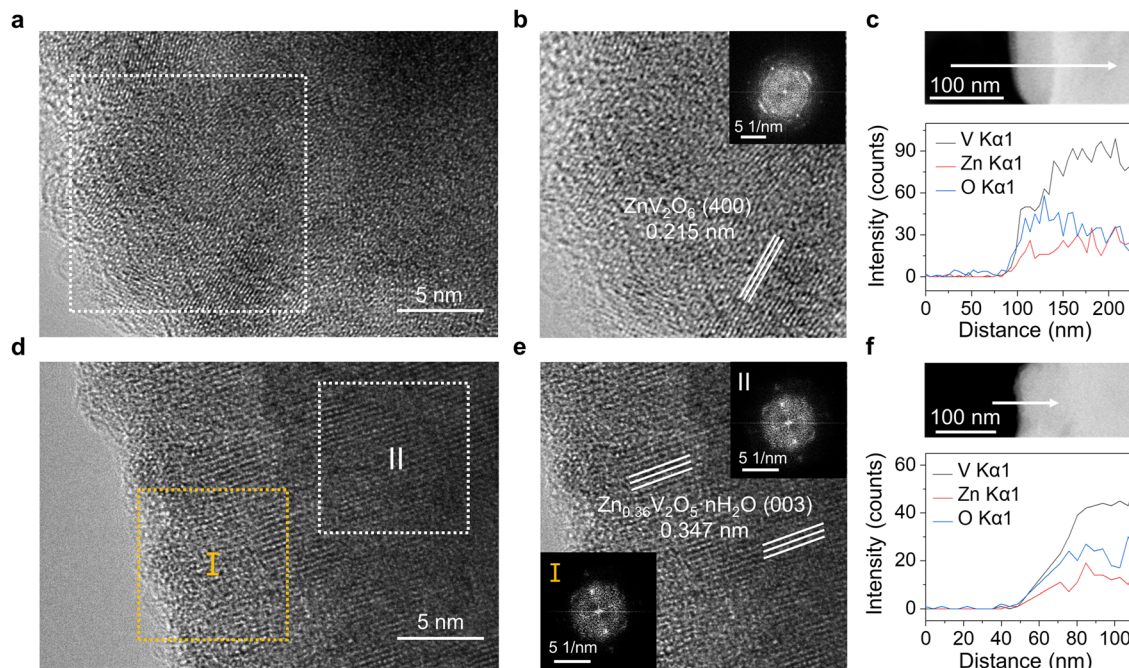 a
5 nm
b
5 1/nm
ZnV₂O₆ (400)
0.215 nm
c
100 nm
V Kα1
Zn Kα1
O Kα1
Intensity (counts)
90
60
30
0
0 50 100 150 200
Distance (nm)
d
II
I
5 nm
e
II
5 1/nm
Zn₀.₃₆V₂O₅·nH₂O (003)
0.347 nm
I
5 1/nm
f
100 nm
V Kα1
Zn Kα1
O Kα1
Intensity (counts)
60
40
20
0
0 20 40 60 80 100
Distance (nm)